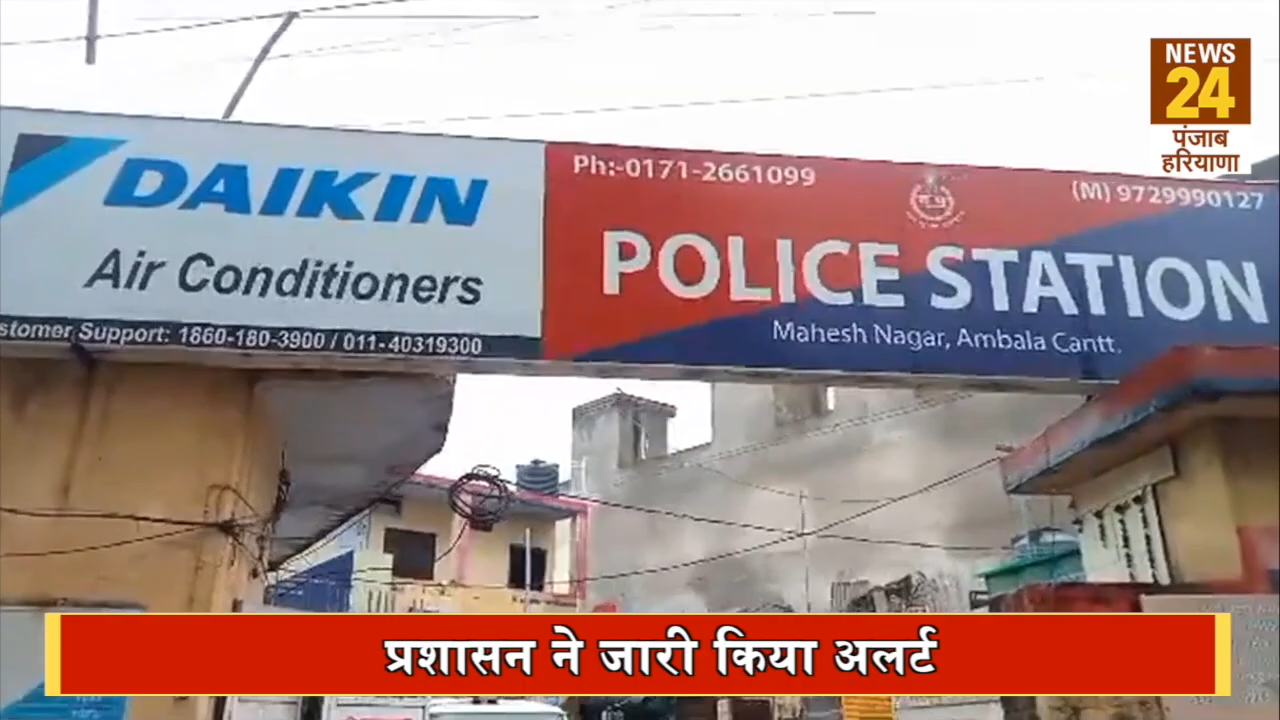 NEWS
24
पंजाब
हरियाणा
DAIKIN
Air Conditioners
stomer Support: 1860-180-3900 / 011-40319300
Ph:-0171-2661099
(M) 9729990127
POLICE STATION
Mahesh Nagar, Ambala Cantt.
प्रशासन ने जारी किया अलर्ट